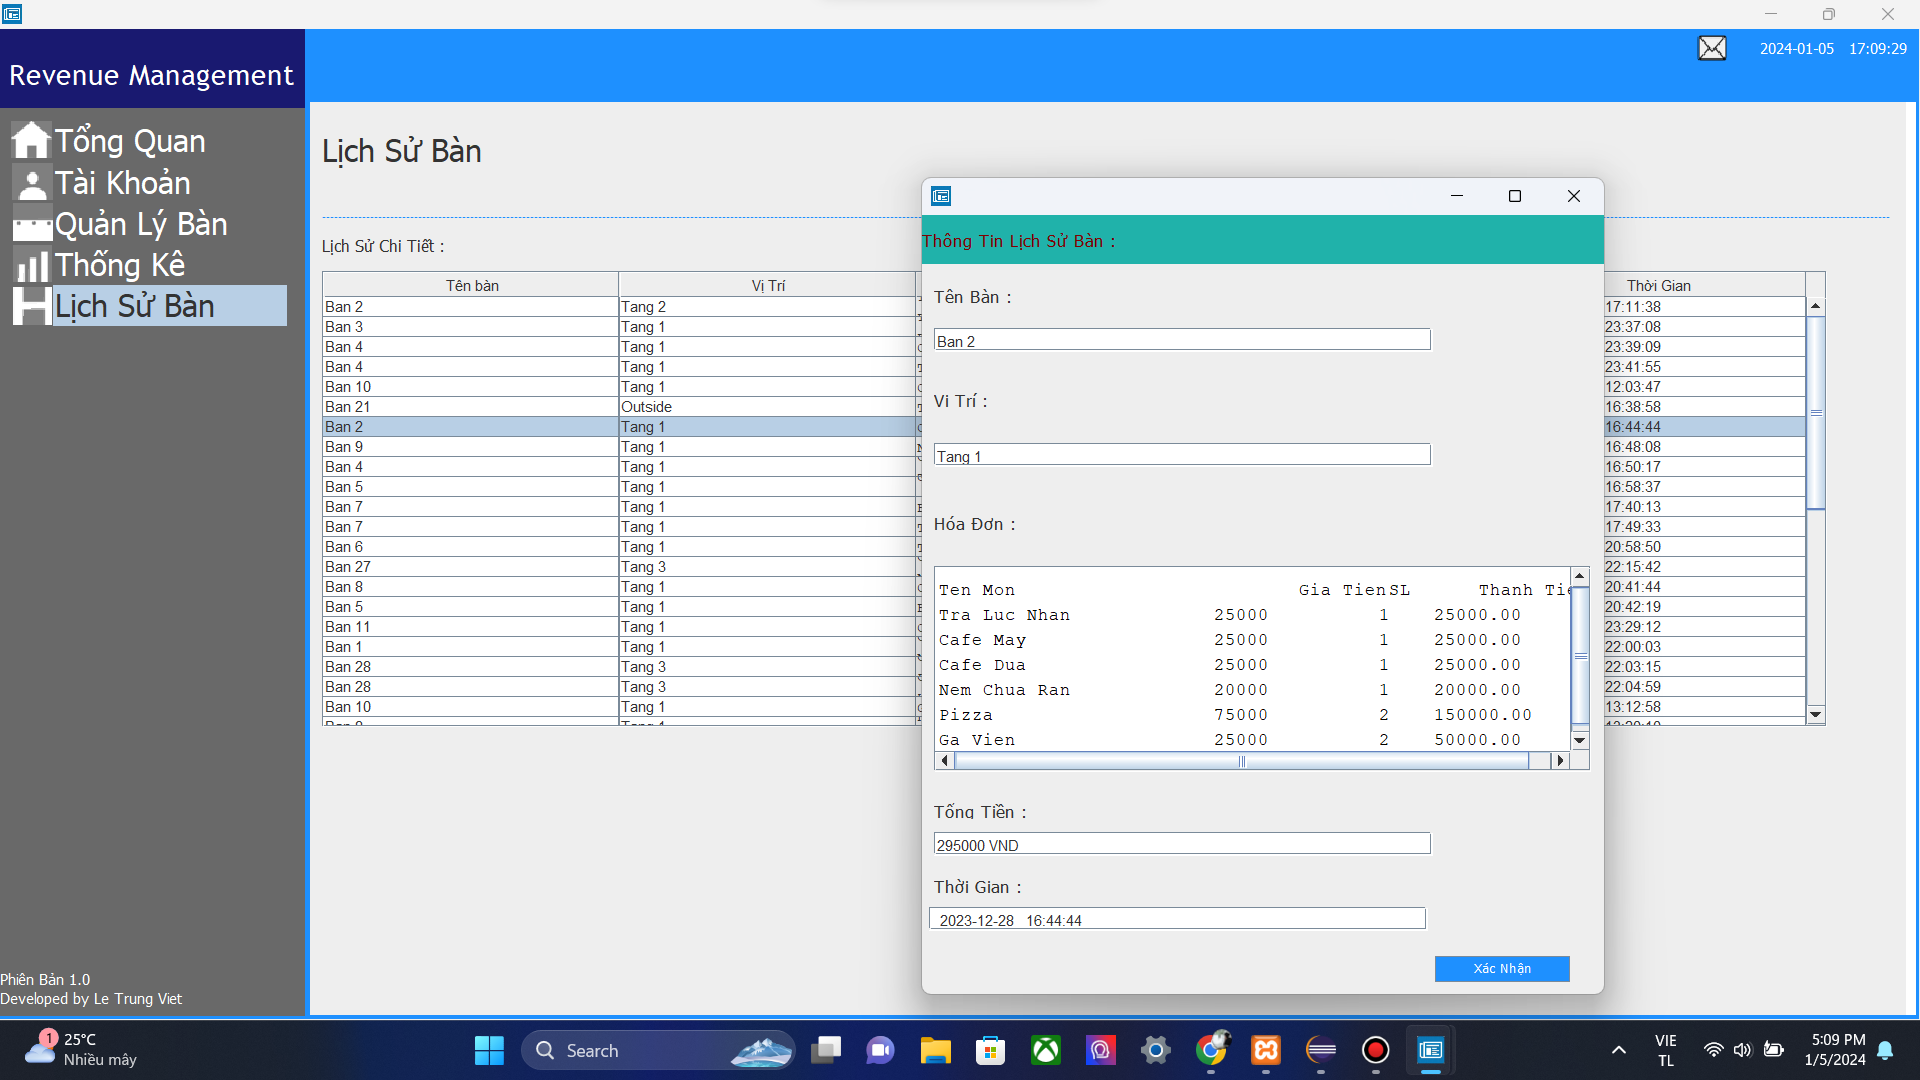 2024-01-05 17:09:29
Revenue Management
Tổng Quan
Tài Khoản
Quản Lý Bàn
Thống Kê
Lịch Sử Bàn
Phiên Bản 1.0
Developed by Le Trung Viet
Lịch Sử Bàn
Lịch Sử Chi Tiết :
Tên bàn Vị Trí Thời Gian
Ban 2 Tang 2 17:11:38
Ban 3 Tang 1 23:37:08
Ban 4 Tang 1 23:39:09
Ban 4 Tang 1 23:41:55
Ban 10 Tang 1 12:03:47
Ban 21 Outside 16:38:58
Ban 2 Tang 1 16:44:44
Ban 9 Tang 1 16:48:08
Ban 4 Tang 1 16:50:17
Ban 5 Tang 1 16:58:37
Ban 7 Tang 1 17:40:13
Ban 7 Tang 1 17:49:33
Ban 6 Tang 1 20:58:50
Ban 27 Tang 3 22:15:42
Ban 8 Tang 1 20:41:44
Ban 5 Tang 1 20:42:19
Ban 11 Tang 1 23:29:12
Ban 1 Tang 1 22:00:03
Ban 28 Tang 3 22:03:15
Ban 28 Tang 3 22:04:59
Ban 10 Tang 1 13:12:58
Thông Tin Lịch Sử Bàn :
Tên Bàn :
Ban 2
Vi Trí :
Tang 1
Hóa Đơn :
Ten Mon Gia Tien SL Thanh Tie
Tra Luc Nhan 25000 1 25000.00
Cafe May 25000 1 25000.00
Cafe Dua 25000 1 25000.00
Nem Chua Ran 20000 1 20000.00
Pizza 75000 2 150000.00
Ga Vien 25000 2 50000.00
Tổng Tiền :
295000 VND
Thời Gian :
2023-12-28 16:44:44
Xác Nhận
1
25°C
Nhiều mây
Search
VIE
TL
5:09 PM
1/5/2024